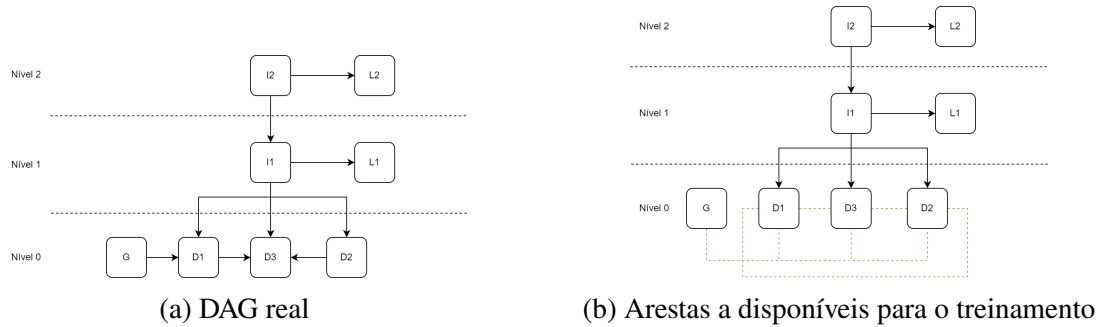 Nível 2
I2
L2
Nível 1
I1
L1
Nível 0
G
D1
D3
D2
(a) DAG real
Nível 2
I2
L2
Nível 1
I1
L1
Nível 0
G
D1
D3
D2
(b) Arestas a disponíveis para o treinamento